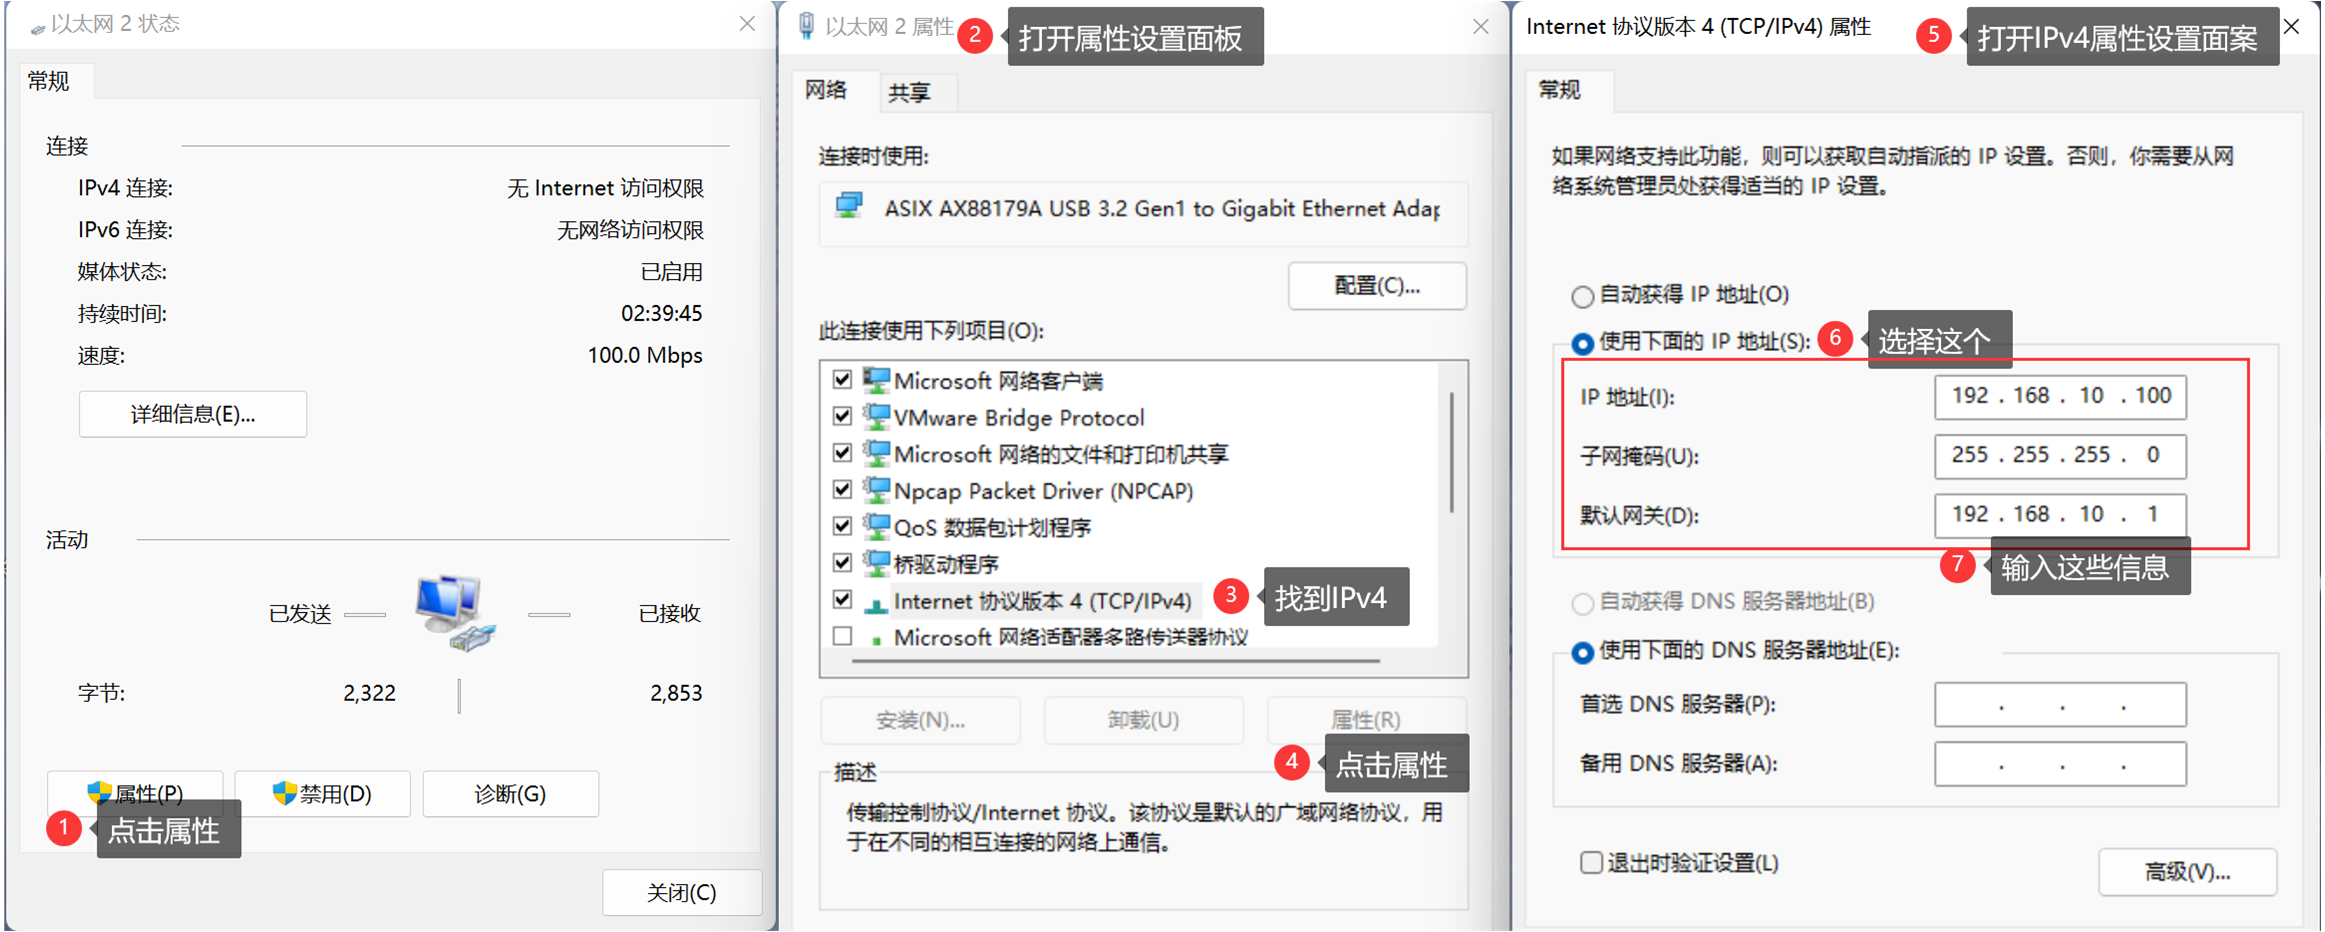 以太网 2 状态
常规
连接
IPv4 连接: 无 Internet 访问权限
IPv6 连接: 无网络访问权限
媒体状态: 已启用
持续时间: 02:39:45
速度: 100.0 Mbps
详细信息(E)...
活动
已发送 已接收
字节: 2,322 2,853
属性(P) 禁用(D) 诊断(G)
1 点击属性
关闭(C)
以太网 2 属性
2 打开属性设置面板
网络 共享
连接时使用:
ASIX AX88179A USB 3.2 Gen1 to Gigabit Ethernet Adap
配置(C)...
此连接使用下列项目(O):
Microsoft 网络客户端
VMware Bridge Protocol
Microsoft 网络的文件和打印机共享
Npcap Packet Driver (NPCAP)
QoS 数据包计划程序
桥驱动程序
Internet 协议版本 4 (TCP/IPv4)
3 找到IPv4
Microsoft 网络适配器多路传送器协议
安装(N)... 卸载(U) 属性(R)
4 点击属性
描述
传输控制协议/Internet 协议。该协议是默认的广域网络协议，用
于在不同的相互连接的网络上通信。
Internet 协议版本 4 (TCP/IPv4) 属性
5 打开IPv4属性设置面案
常规
如果网络支持此功能，则可以获取自动指派的 IP 设置。否则，你需要从网
络系统管理员处获得适当的 IP 设置。
自动获得 IP 地址(O)
使用下面的 IP 地址(S):
6 选择这个
IP 地址(I): 192 . 168 . 10 . 100
子网掩码(U): 255 . 255 . 255 . 0
默认网关(D): 192 . 168 . 10 . 1
7 输入这些信息
自动获得 DNS 服务器地址(B)
使用下面的 DNS 服务器地址(E):
首选 DNS 服务器(P): . . .
备用 DNS 服务器(A): . . .
退出时验证设置(L)
高级(V)...